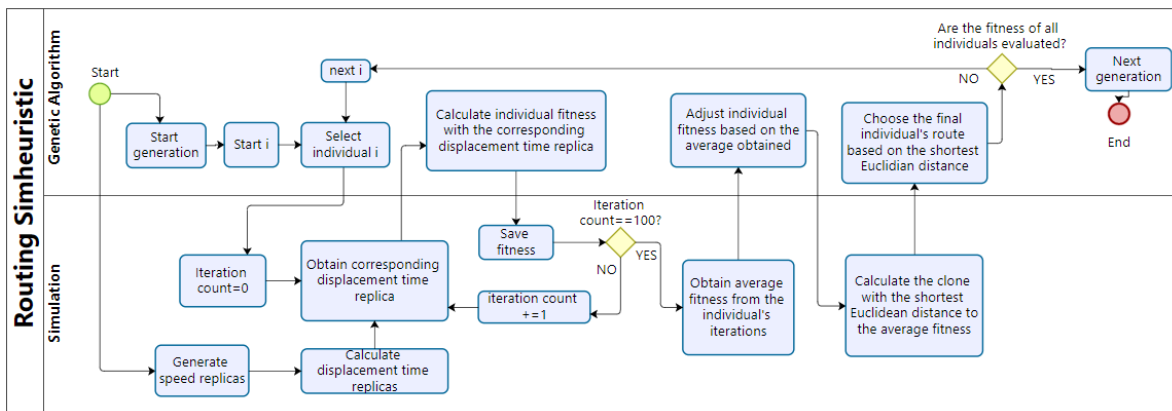 Routing Simheuristic
Genetic Algorithm
Simulation
Start
Start
generation
Start i
next i
Select
individual i
Calculate individual fitness
with the corresponding
displacement time replica
Adjust individual
fitness based on the
average obtained
Choose the final
individual's route
based on the shortest
Euclidian distance
Are the fitness of all
individuals evaluated?
NO
YES
Next
generation
End
Iteration
count=0
Obtain corresponding
displacement time
replica
Save
fitness
Iteration
count==100?
NO
YES
iteration count
+=1
Obtain average
fitness from the
individual's
iterations
Calculate the clone
with the shortest
Euclidean distance to
the average fitness
Generate
speed replicas
Calculate
displacement time
replicas